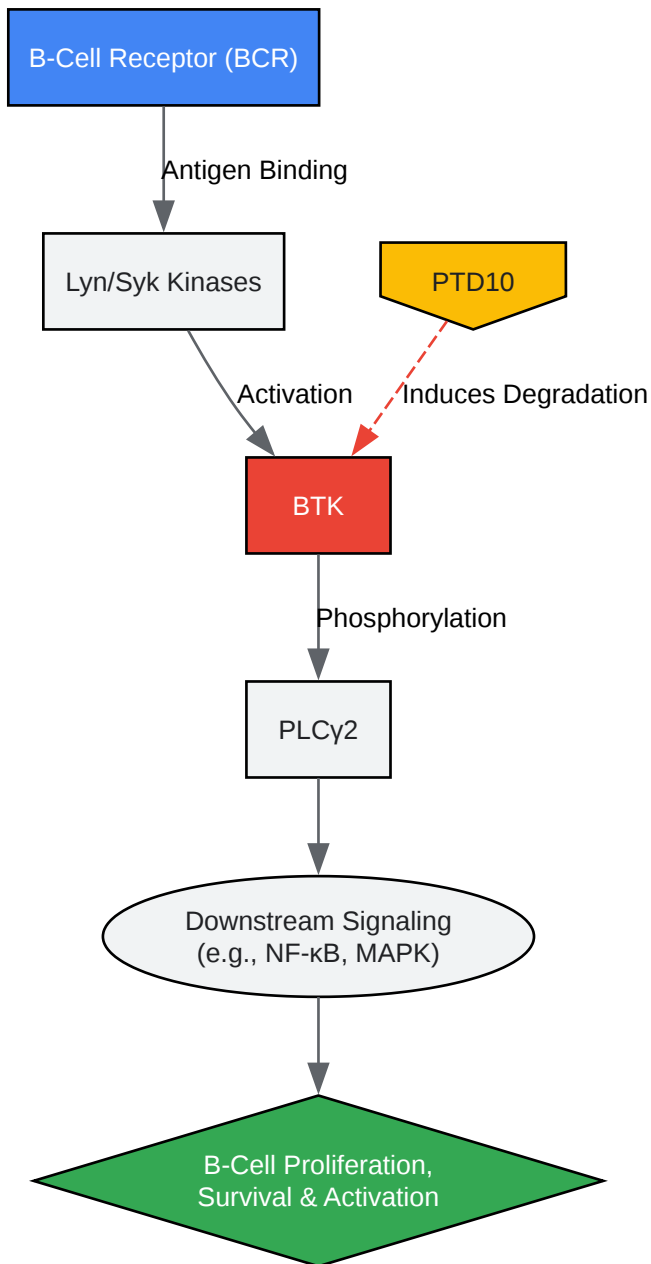 B-Cell Receptor (BCR)
Antigen Binding
Lyn/Syk Kinases
PTD10
Activation
Induces Degradation
BTK
Phosphorylation
PLCγ2
Downstream Signaling
(e.g., NF-κB, MAPK)
B-Cell Proliferation,
Survival & Activation